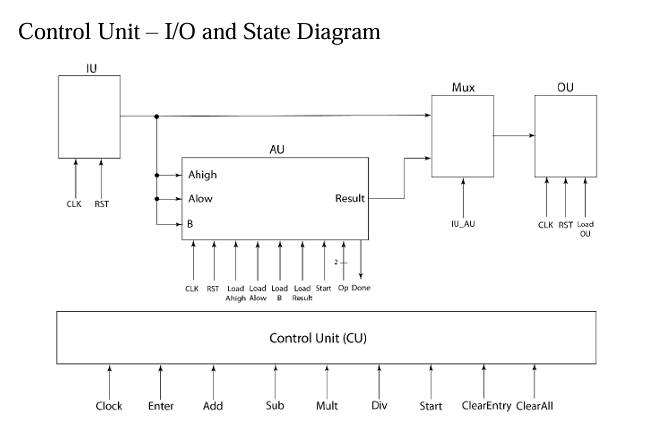 Control Unit – I/O and State Diagram
IU
Mux
OU
AU
Ahigh
Alow
Result
B
CLK RST
IU_AU
CLK RST Load
OU
2
CLK RST Load Load Load Load Start Op Done
Ahigh Alow B Result
Control Unit (CU)
Clock Enter Add Sub Mult Div Start ClearEntry ClearAll